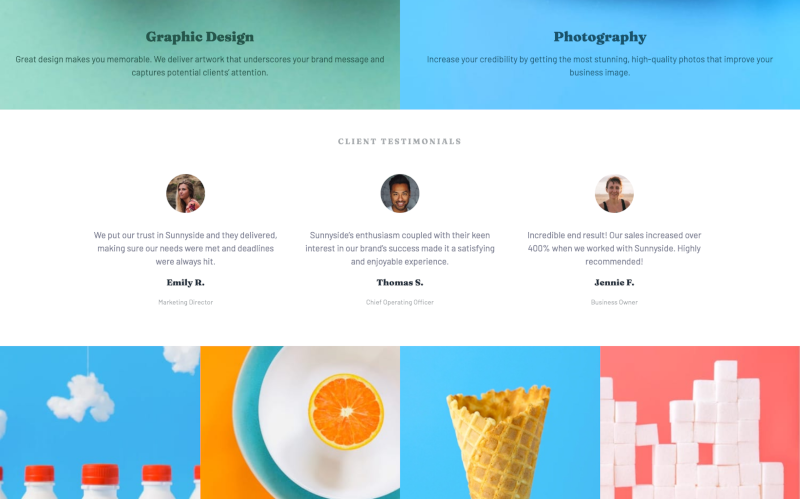 Graphic Design
Great design makes you memorable. We deliver artwork that underscores your brand message and
captures potential clients' attention.
Photography
Increase your credibility by getting the most stunning, high-quality photos that improve your
business image.
CLIENT TESTIMONIALS
We put our trust in Sunnyside and they delivered,
making sure our needs were met and deadlines
were always hit.
Emily R.
Marketing Director
Sunnyside's enthusiasm coupled with their keen
interest in our brand's success made it a satisfying
and enjoyable experience.
Thomas S.
Chief Operating Officer
Incredible end result! Our sales increased over
400% when we worked with Sunnyside. Highly
recommended!
Jennie F.
Business Owner